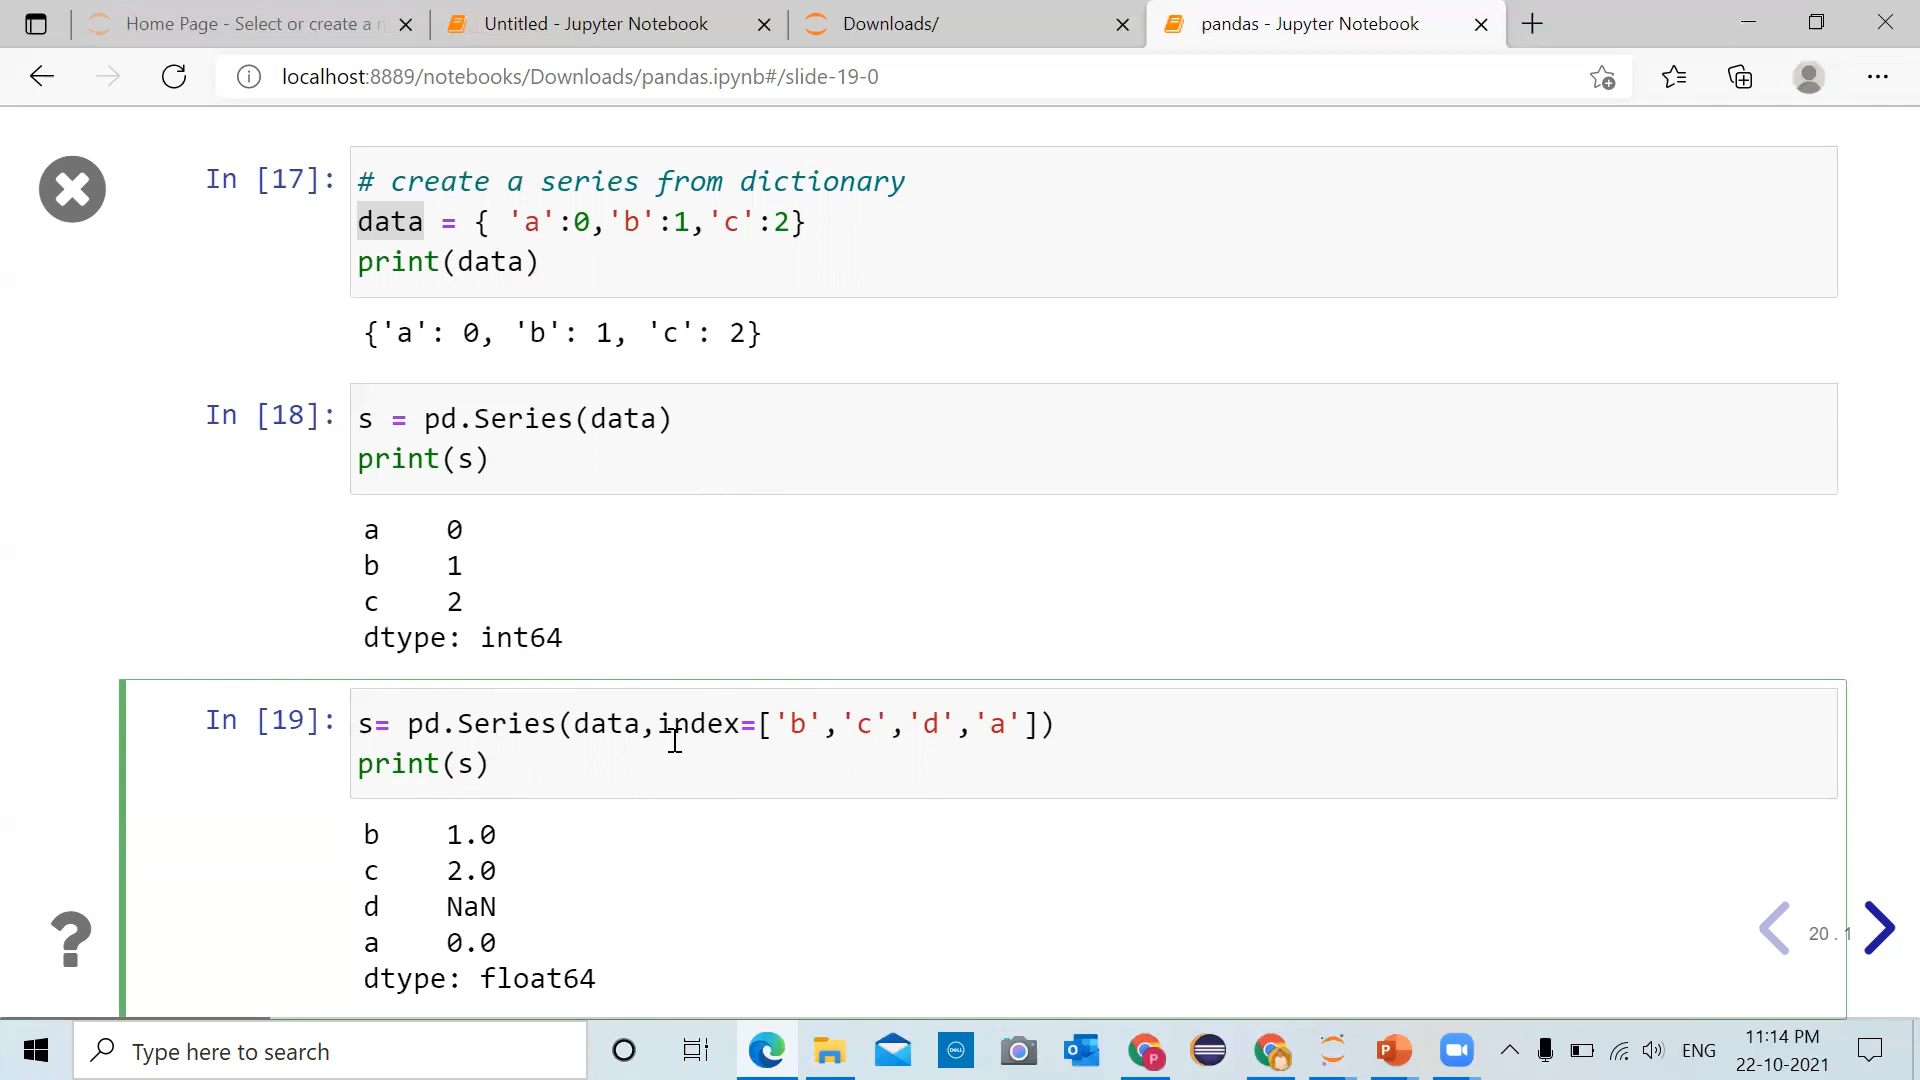 Home Page - Select or create a n
Untitled - Jupyter Notebook
Downloads/
pandas - Jupyter Notebook
localhost:8889/notebooks/Downloads/pandas.ipynb#/slide-19-0
In [17]:
# create a series from dictionary
data = { 'a':0,'b':1,'c':2}
print(data)
{'a': 0, 'b': 1, 'c': 2}
In [18]:
s = pd.Series(data)
print(s)
a    0
b    1
c    2
dtype: int64
In [19]:
s= pd.Series(data,index=['b','c','d','a'])
print(s)
b    1.0
c    2.0
d    NaN
a    0.0
dtype: float64
20 . 1
?
Type here to search
DELL
P
P
ENG
11:14 PM
22-10-2021